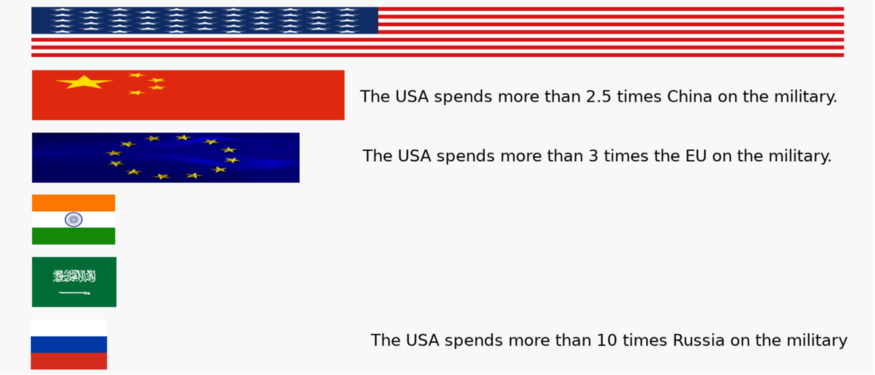 The USA spends more than 2.5 times China on the military.
The USA spends more than 3 times the EU on the military.
The USA spends more than 10 times Russia on the military